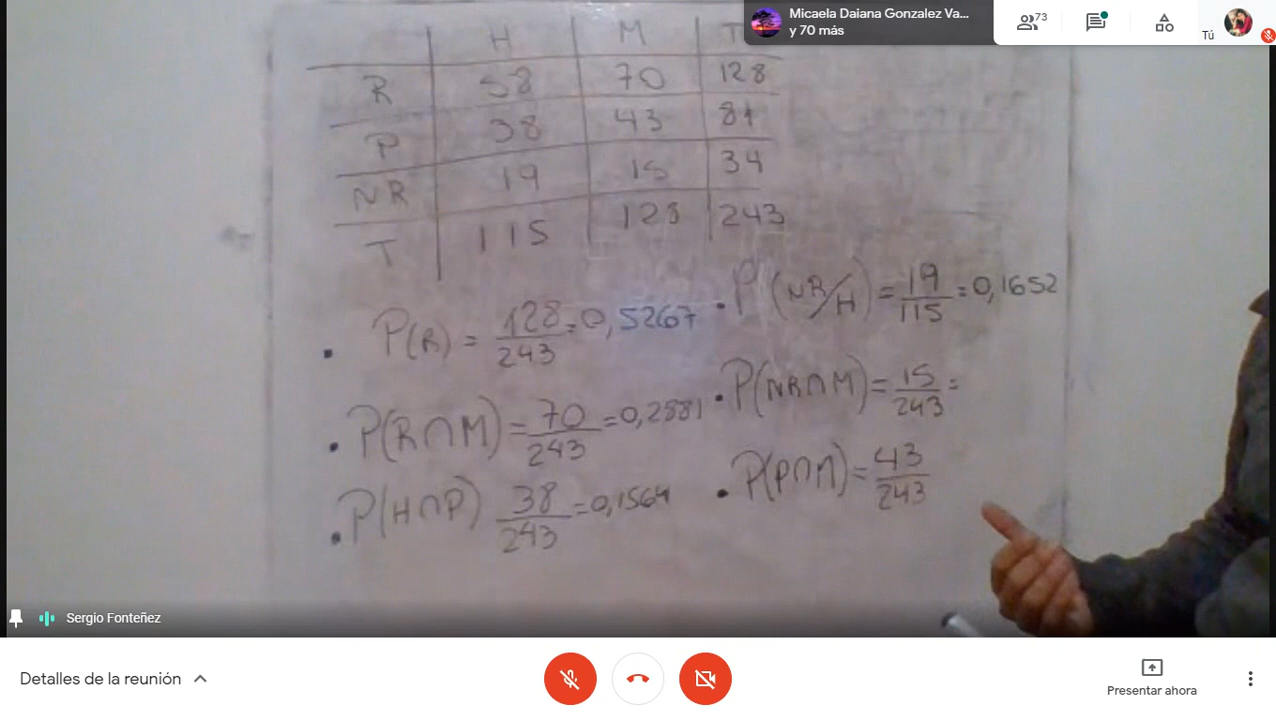 Micaela Daiana Gonzalez Va...
y 70 más
73
Tú
H M T
R 58 70 128
P 38 43 81
NR 19 15 34
T 115 128 243
• P(R) = 128/243 = 0,5267
• P(NR/H) = 19/115 = 0,1652
• P(R∩M) = 70/243 = 0,2881
• P(NR∩M) = 15/243 =
• P(H∩P) 38/243 = 0,1564
• P(P∩M) = 43/243
Sergio Fonteñez
Detalles de la reunión
Presentar ahora